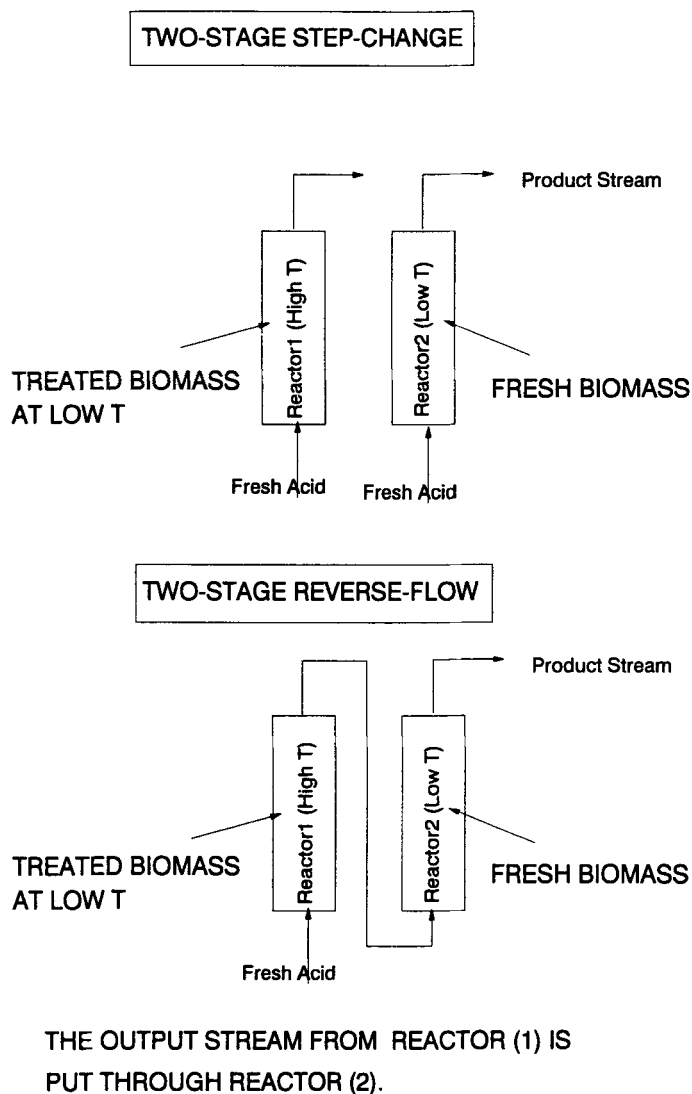 TWO-STAGE STEP-CHANGE
Product Stream
Reactor1 (High T)
Reactor2 (Low T)
TREATED BIOMASS
AT LOW T
FRESH BIOMASS
Fresh Acid
Fresh Acid
TWO-STAGE REVERSE-FLOW
Product Stream
Reactor1 (High T)
Reactor2 (Low T)
TREATED BIOMASS
AT LOW T
FRESH BIOMASS
Fresh Acid
THE OUTPUT STREAM FROM REACTOR (1) IS
PUT THROUGH REACTOR (2).